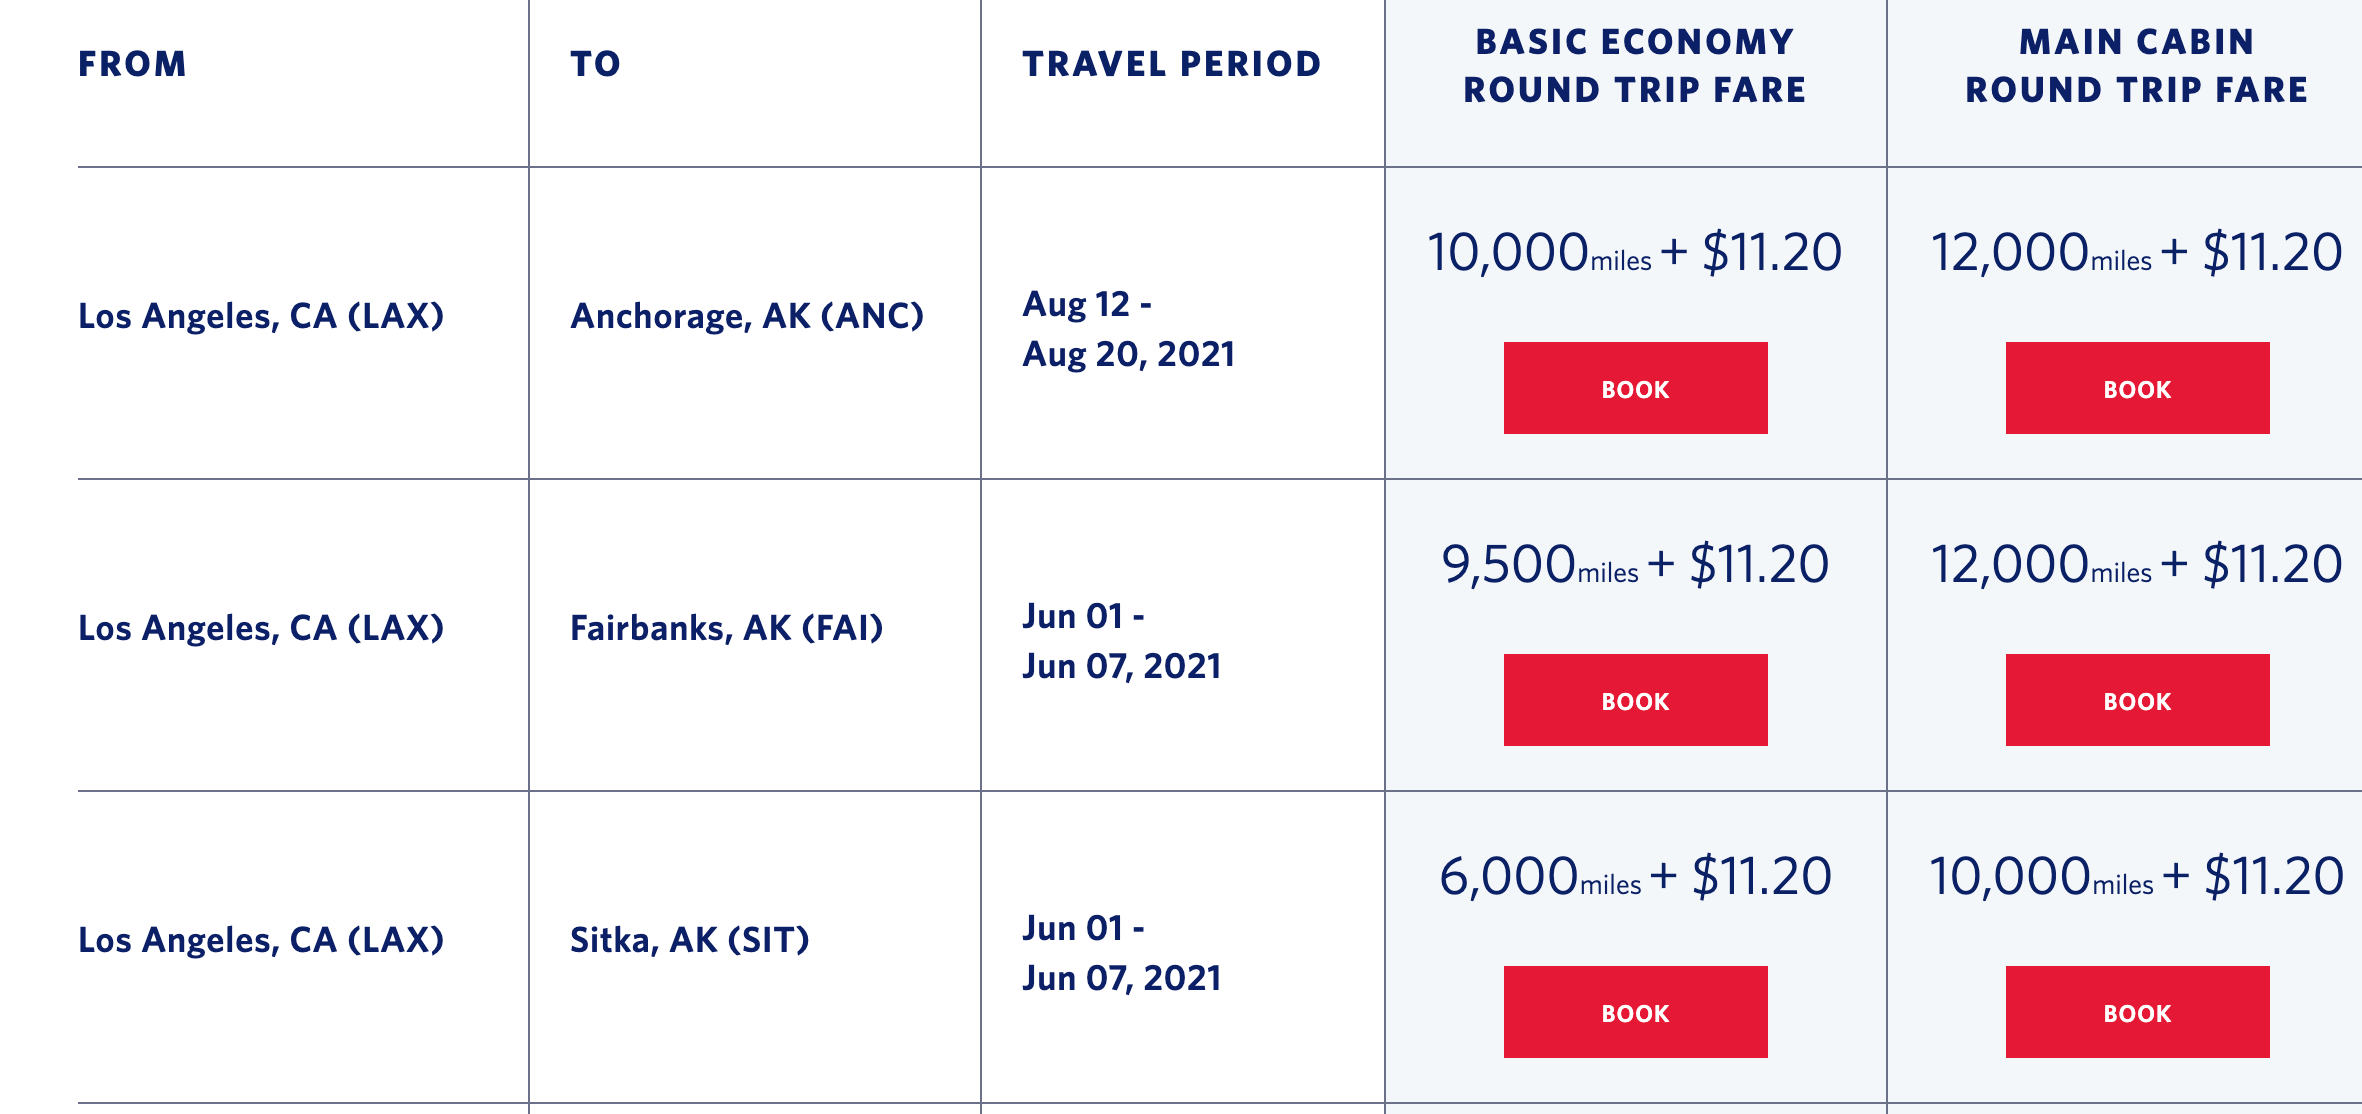 FROM
TO
TRAVEL PERIOD
BASIC ECONOMY
ROUND TRIP FARE
MAIN CABIN
ROUND TRIP FARE
Los Angeles, CA (LAX)
Anchorage, AK (ANC)
Aug 12 -
Aug 20, 2021
10,000miles + $11.20
BOOK
12,000miles + $11.20
BOOK
Los Angeles, CA (LAX)
Fairbanks, AK (FAI)
Jun 01 -
Jun 07, 2021
9,500miles + $11.20
BOOK
12,000miles + $11.20
BOOK
Los Angeles, CA (LAX)
Sitka, AK (SIT)
Jun 01 -
Jun 07, 2021
6,000miles + $11.20
BOOK
10,000miles + $11.20
BOOK